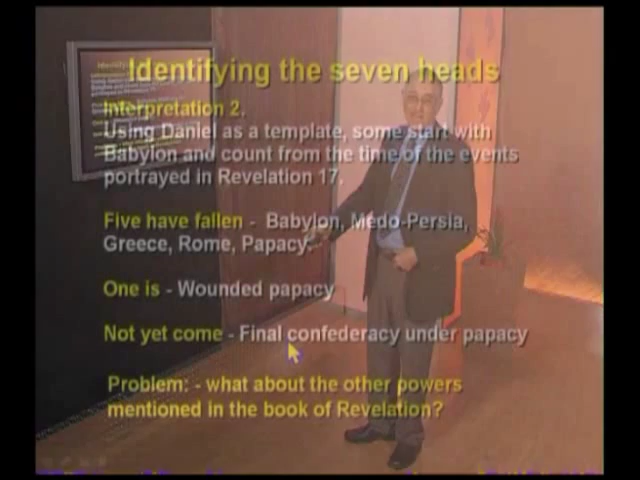 Identifying the seven heads
Interpretation 2.
Using Daniel as a template, some start with
Babylon and count from the time of the events
portrayed in Revelation 17.
Five have fallen - Babylon, Medo-Persia,
Greece, Rome, Papacy.
One is - Wounded papacy
Not yet come - Final confederacy under papacy
Problem: - what about the other powers
mentioned in the book of Revelation?